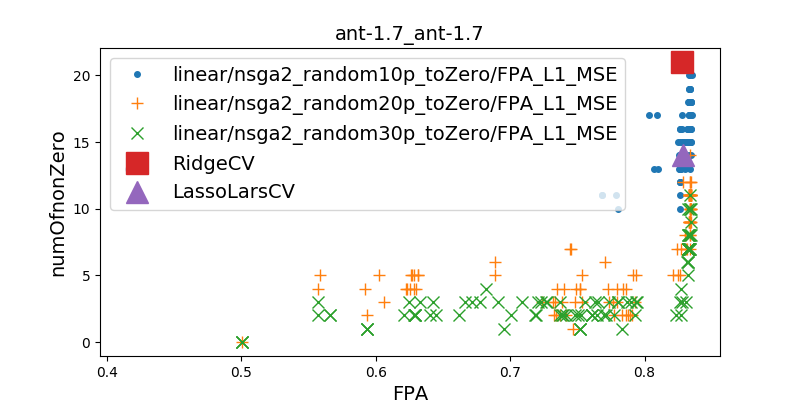 ant-1.7_ant-1.7
linear/nsga2_random10p_toZero/FPA_L1_MSE
linear/nsga2_random20p_toZero/FPA_L1_MSE
linear/nsga2_random30p_toZero/FPA_L1_MSE
RidgeCV
LassoLarsCV
numOfnonZero
20
15
10
5
0
0.4 0.5 0.6 0.7 0.8
FPA